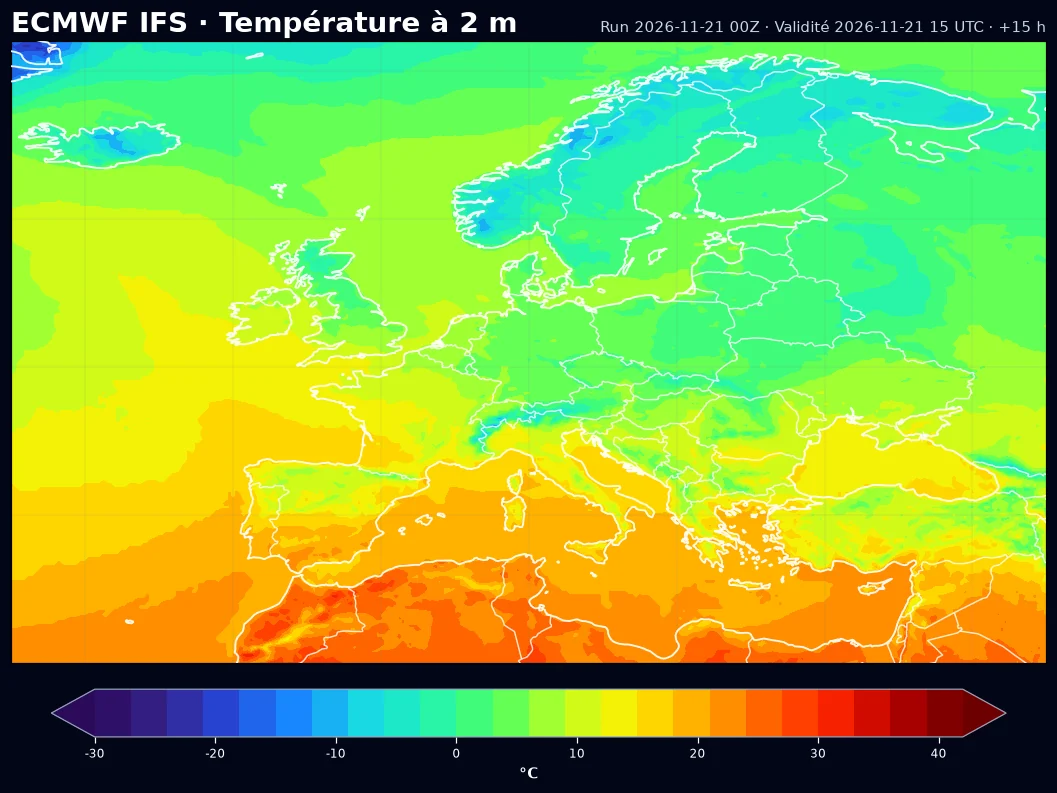 ECMWF IFS · Température à 2 m
Run 2026-11-21 00Z · Validité 2026-11-21 15 UTC · +15 h
-30 -20 -10 0 10 20 30 40
°C